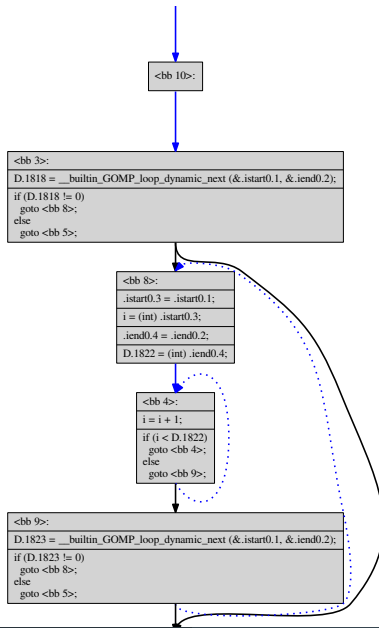 <bb 10>:
<bb 3>:
D.1818 = __builtin_GOMP_loop_dynamic_next (&.istart0.1, &.iend0.2);
if (D.1818 != 0)
goto <bb 8>;
else
goto <bb 5>;
<bb 8>:
.istart0.3 = .istart0.1;
i = (int) .istart0.3;
.iend0.4 = .iend0.2;
D.1822 = (int) .iend0.4;
<bb 4>:
i = i + 1;
if (i < D.1822)
goto <bb 4>;
else
goto <bb 9>;
<bb 9>:
D.1823 = __builtin_GOMP_loop_dynamic_next (&.istart0.1, &.iend0.2);
if (D.1823 != 0)
goto <bb 8>;
else
goto <bb 5>;